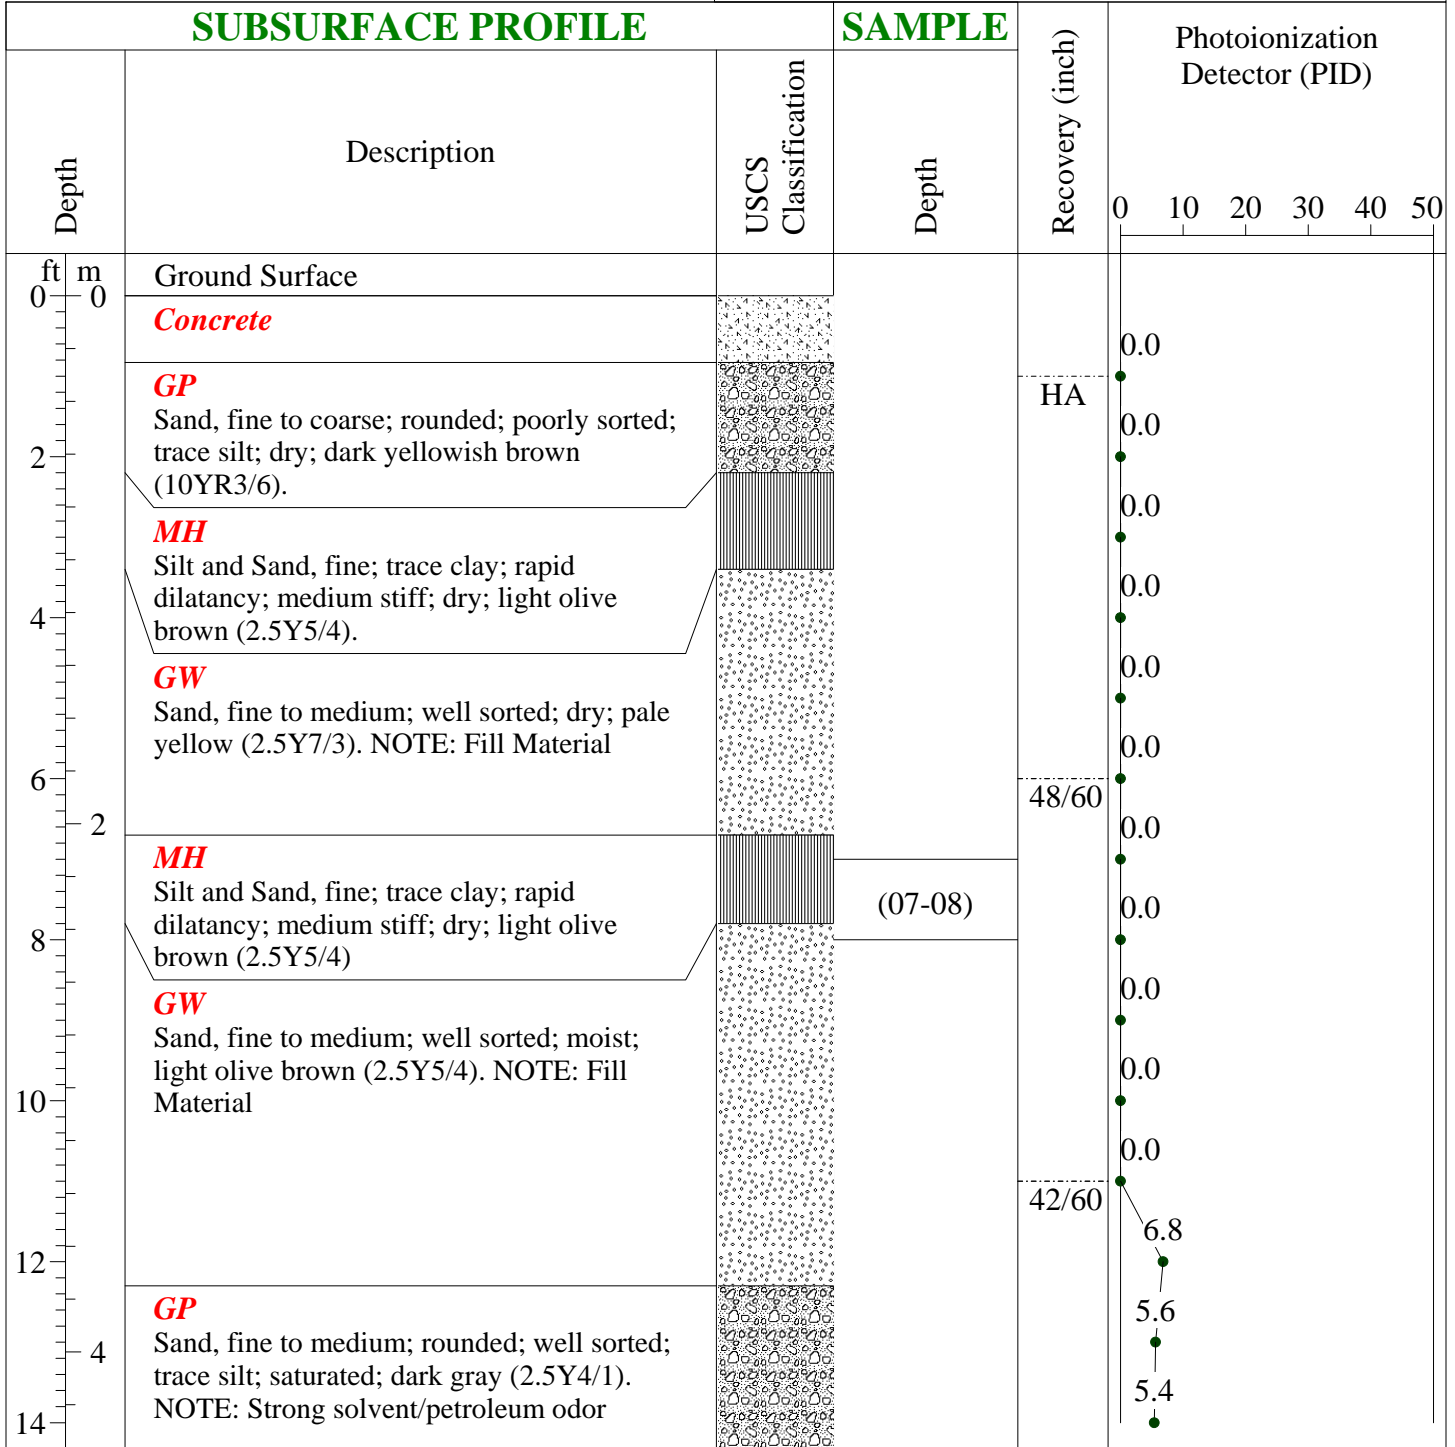 SUBSURFACE PROFILE
SAMPLE
Depth
Description
USCS
Classification
Depth
Recovery (inch)
Photoionization
Detector (PID)
0 10 20 30 40 50
ft m
Ground Surface
0 0
Concrete
0.0
GP
Sand, fine to coarse; rounded; poorly sorted;
trace silt; dry; dark yellowish brown
(10YR3/6).
HA
0.0
2
0.0
MH
Silt and Sand, fine; trace clay; rapid
dilatancy; medium stiff; dry; light olive
brown (2.5Y5/4).
0.0
4
0.0
GW
Sand, fine to medium; well sorted; dry; pale
yellow (2.5Y7/3). NOTE: Fill Material
0.0
6
48/60
2
0.0
MH
Silt and Sand, fine; trace clay; rapid
dilatancy; medium stiff; dry; light olive
brown (2.5Y5/4)
(07-08)
0.0
8
0.0
GW
Sand, fine to medium; well sorted; moist;
light olive brown (2.5Y5/4). NOTE: Fill
Material
0.0
10
0.0
42/60
6.8
12
5.6
GP
Sand, fine to medium; rounded; well sorted;
trace silt; saturated; dark gray (2.5Y4/1).
NOTE: Strong solvent/petroleum odor
4
5.4
14